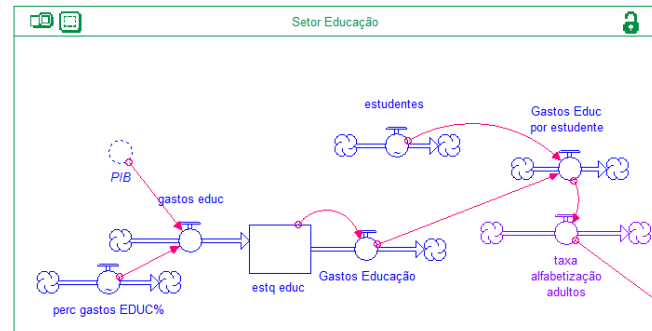 Setor Educação
estudentes
Gastos Educ
por estudente
PIB
gastos educ
estq educ
Gastos Educação
taxa
alfabetização
adultos
perc gastos EDUC%